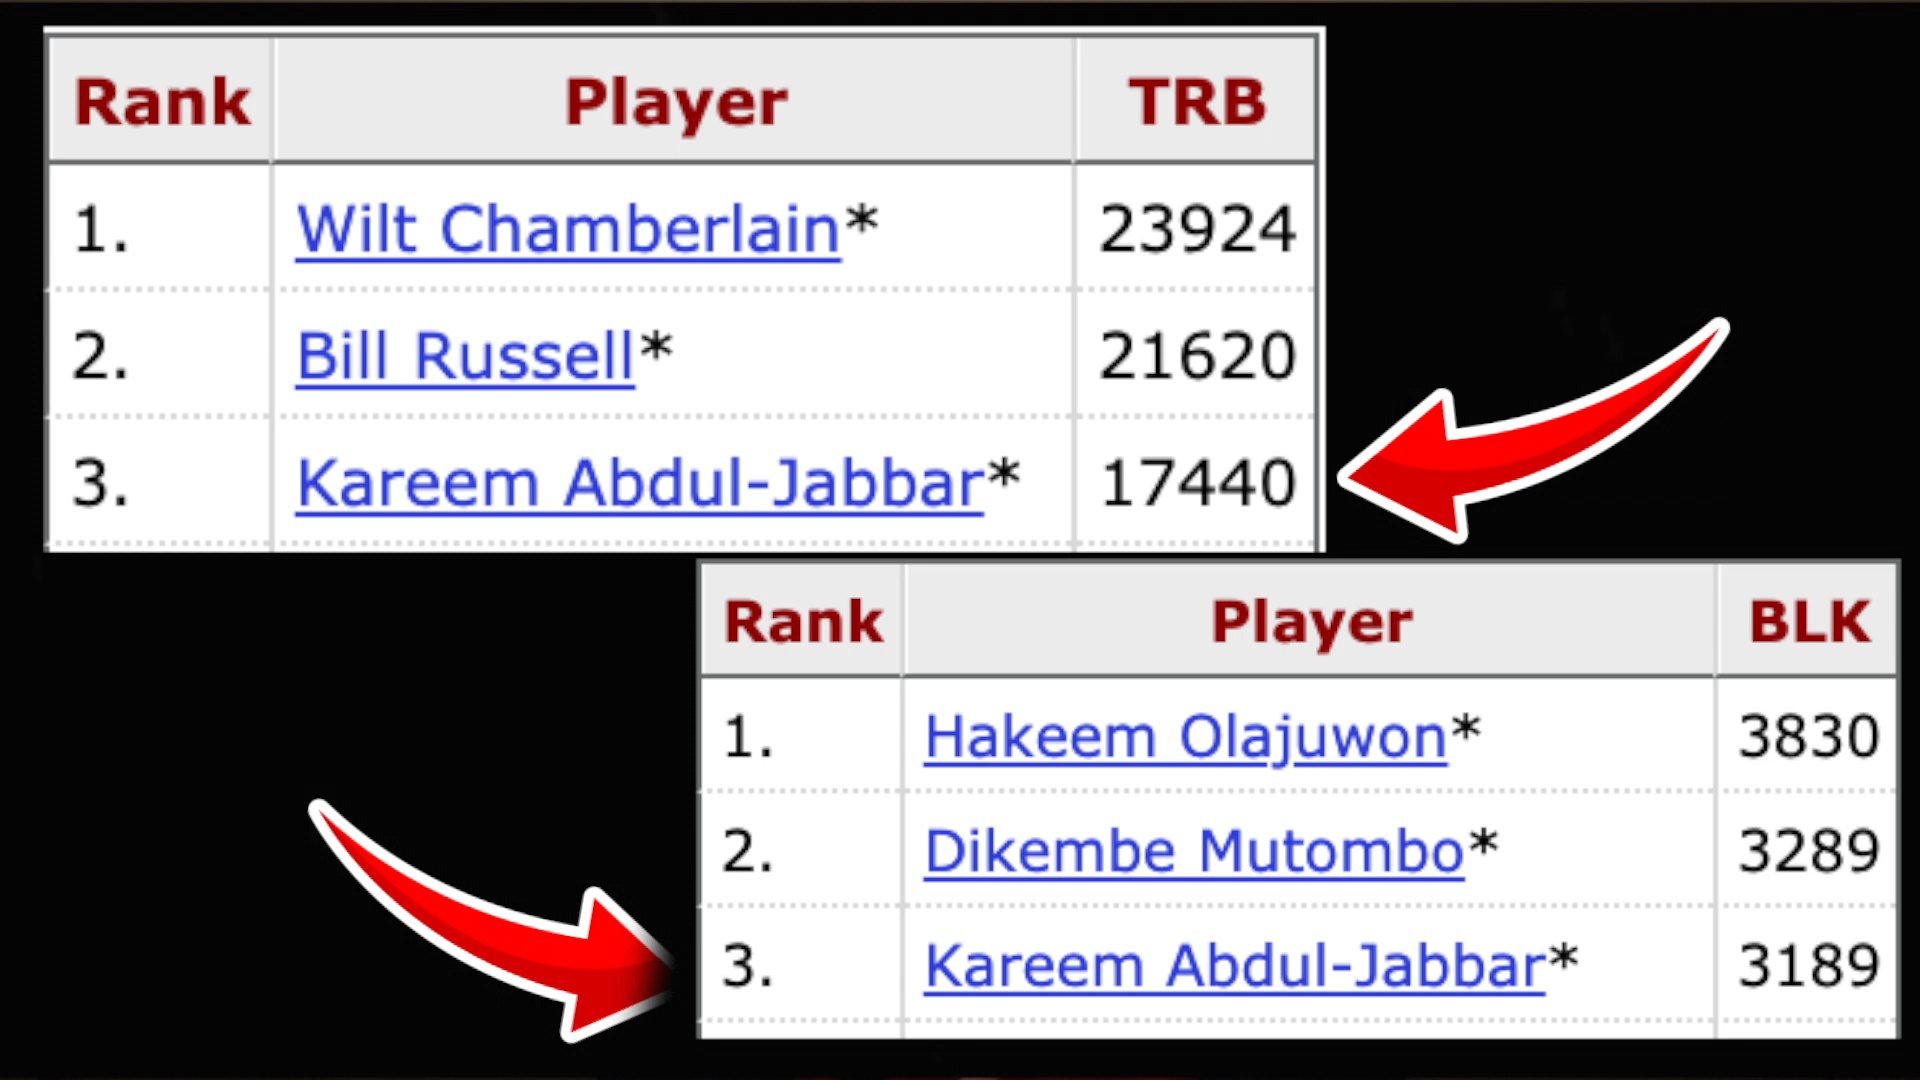 Rank Player TRB
1. Wilt Chamberlain* 23924
2. Bill Russell* 21620
3. Kareem Abdul-Jabbar* 17440
Rank Player BLK
1. Hakeem Olajuwon* 3830
2. Dikembe Mutombo* 3289
3. Kareem Abdul-Jabbar* 3189